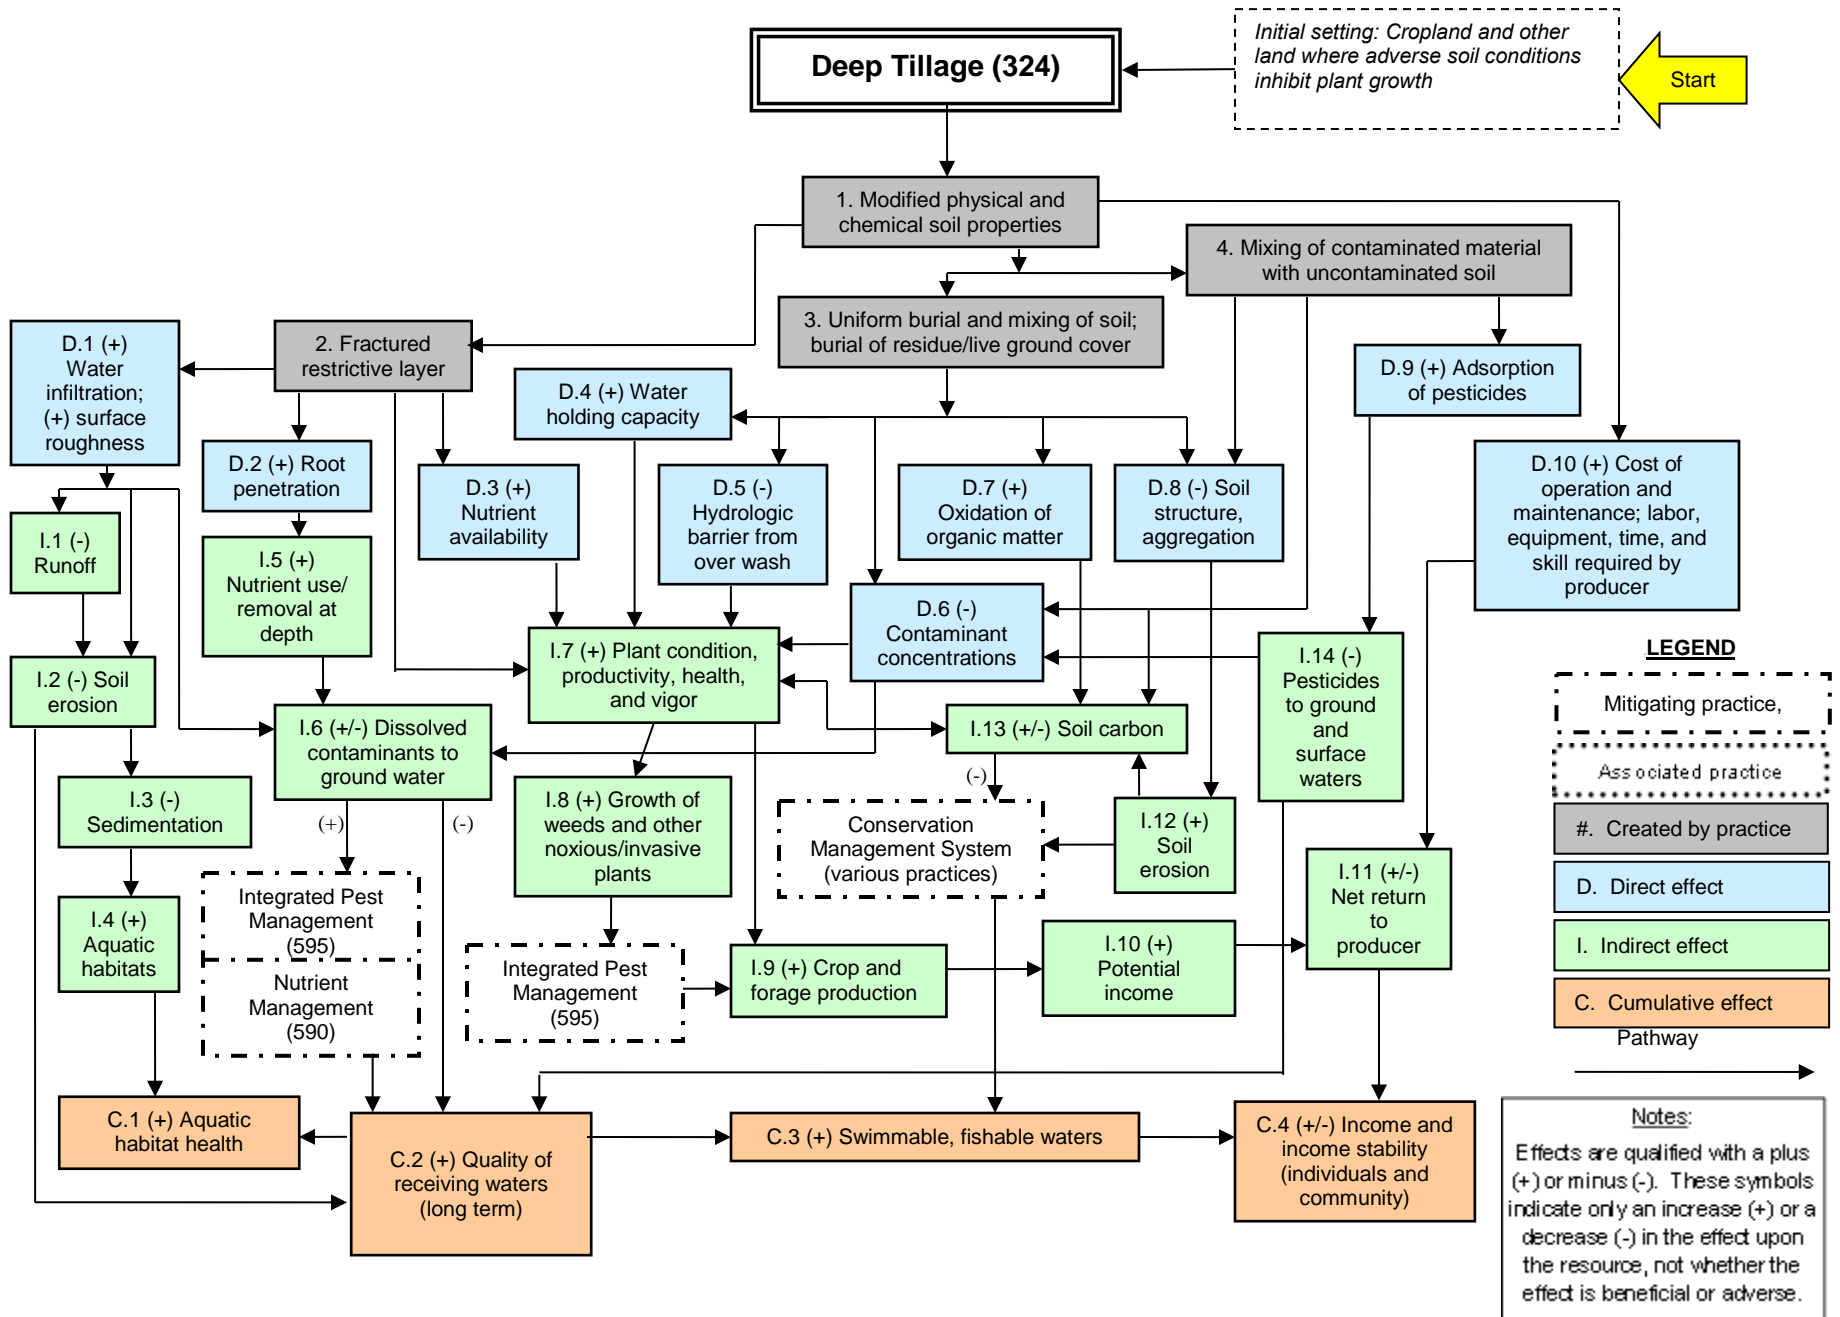 Deep Tillage (324)
Initial setting: Cropland and other
land where adverse soil conditions
inhibit plant growth
Start
1. Modified physical and
chemical soil properties
4. Mixing of contaminated material
with uncontaminated soil
3. Uniform burial and mixing of soil;
burial of residue/live ground cover
2. Fractured
restrictive layer
D.1 (+)
Water
infiltration;
(+) surface
roughness
D.4 (+) Water
holding capacity
D.9 (+) Adsorption
of pesticides
D.2 (+) Root
penetration
D.3 (+)
Nutrient
availability
D.5 (-)
Hydrologic
barrier from
over wash
D.7 (+)
Oxidation of
organic matter
D.8 (-) Soil
structure,
aggregation
D.10 (+) Cost of
operation and
maintenance; labor,
equipment, time, and
skill required by
producer
I.1 (-)
Runoff
I.5 (+)
Nutrient use/
removal at
depth
D.6 (-)
Contaminant
concentrations
I.2 (-) Soil
erosion
I.7 (+) Plant condition,
productivity, health,
and vigor
I.14 (-)
Pesticides
to ground
and
surface
waters
I.6 (+/-) Dissolved
contaminants to
ground water
I.13 (+/-) Soil carbon
I.3 (-)
Sedimentation
(+)
(-)
(-)
I.8 (+) Growth of
weeds and other
noxious/invasive
plants
Conservation
Management System
(various practices)
I.12 (+)
Soil
erosion
I.11 (+/-)
Net return
to
producer
I.4 (+)
Aquatic
habitats
Integrated Pest
Management
(595)
Nutrient
Management
(590)
Integrated Pest
Management
(595)
I.9 (+) Crop and
forage production
I.10 (+)
Potential
income
C.1 (+) Aquatic
habitat health
C.2 (+) Quality of
receiving waters
(long term)
C.3 (+) Swimmable, fishable waters
C.4 (+/-) Income and
income stability
(individuals and
community)
LEGEND
Mitigating practice,
Associated practice
#. Created by practice
D. Direct effect
I. Indirect effect
C. Cumulative effect
Pathway
Notes:
Effects are qualified with a plus
(+) or minus (-). These symbols
indicate only an increase (+) or a
decrease (-) in the effect upon
the resource, not whether the
effect is beneficial or adverse.